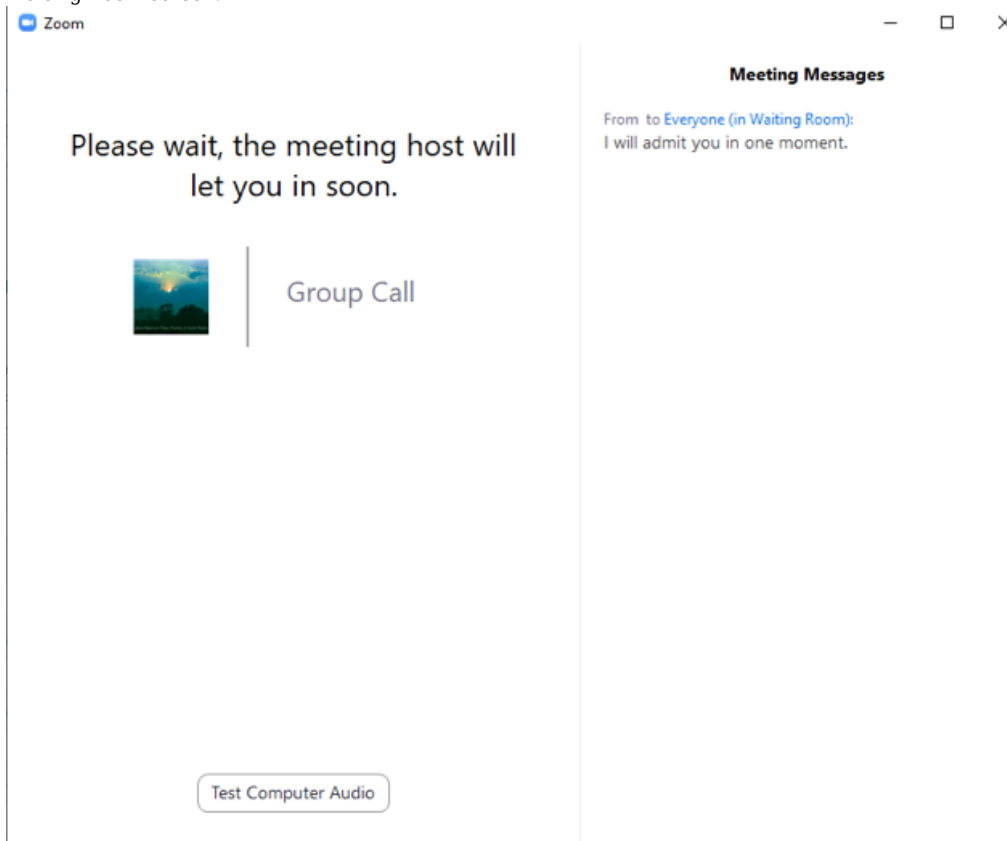 Zoom
Please wait, the meeting host will
let you in soon.
Group Call
Test Computer Audio
Meeting Messages
From to Everyone (in Waiting Room):
I will admit you in one moment.